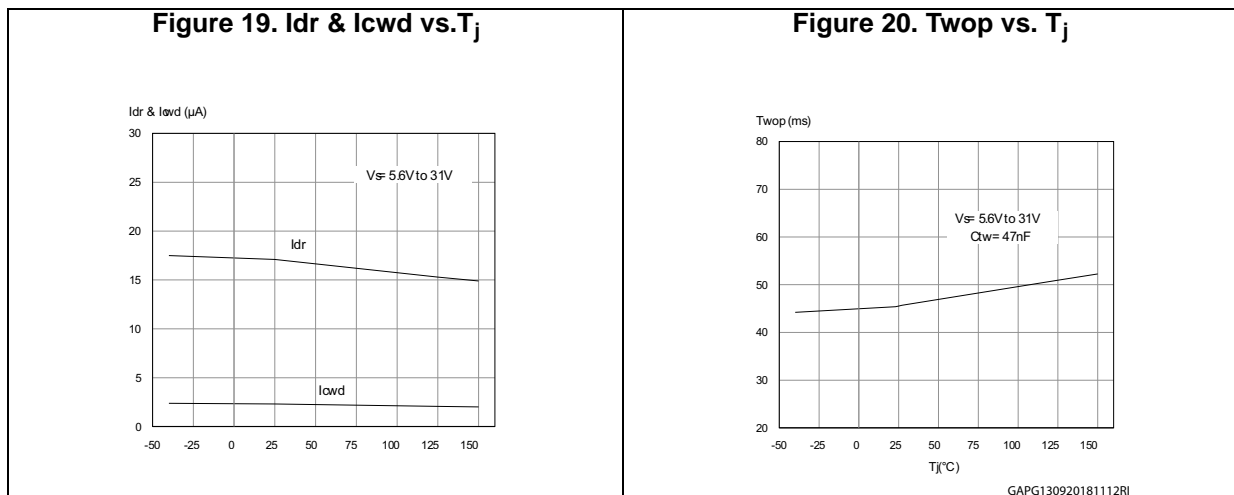 Figure 19. Idr & Icwd vs.Tj
Idr & Icwd (µA)
30
25
20
15
10
5
0
Vs= 5.6V to 31V
Idr
Icwd
-50 -25 0 25 50 75 100 125 150
Figure 20. Twop vs. Tj
Twop (ms)
80
70
60
50
40
30
20
Vs= 5.6V to 31V
Ctw= 47nF
-50 -25 0 25 50 75 100 125 150
Tj(°C)
GAPG130920181112RI